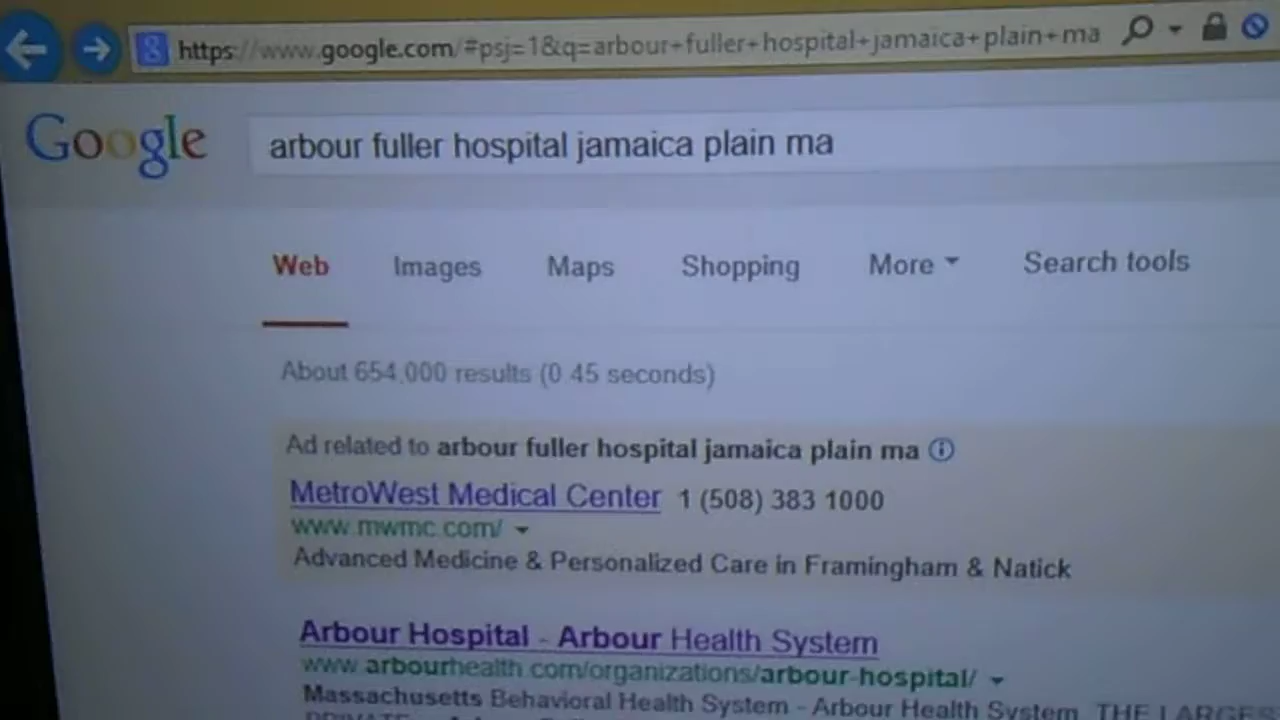 https://www.google.com/#psj=1&q=arbour+fuller+hospital+jamaica+plain+ma
Google
arbour fuller hospital jamaica plain ma
Web Images Maps Shopping More Search tools
About 654,000 results (0.45 seconds)
Ad related to arbour fuller hospital jamaica plain ma
MetroWest Medical Center 1 (508) 383 1000
www.mwmc.com/
Advanced Medicine & Personalized Care in Framingham & Natick
Arbour Hospital - Arbour Health System
www.arbourhealth.com/organizations/arbour-hospital/
Massachusetts Behavioral Health System - Arbour Health System, THE LARGES
PRIVATE